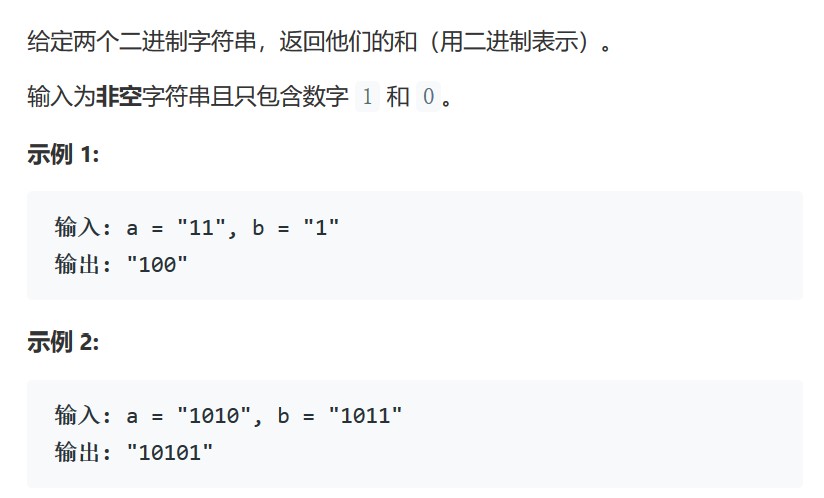 给定两个二进制字符串，返回他们的和（用二进制表示）。
输入为非空字符串且只包含数字 1 和 0。
示例 1:
输入: a = "11", b = "1"
输出: "100"
示例 2:
输入: a = "1010", b = "1011"
输出: "10101"